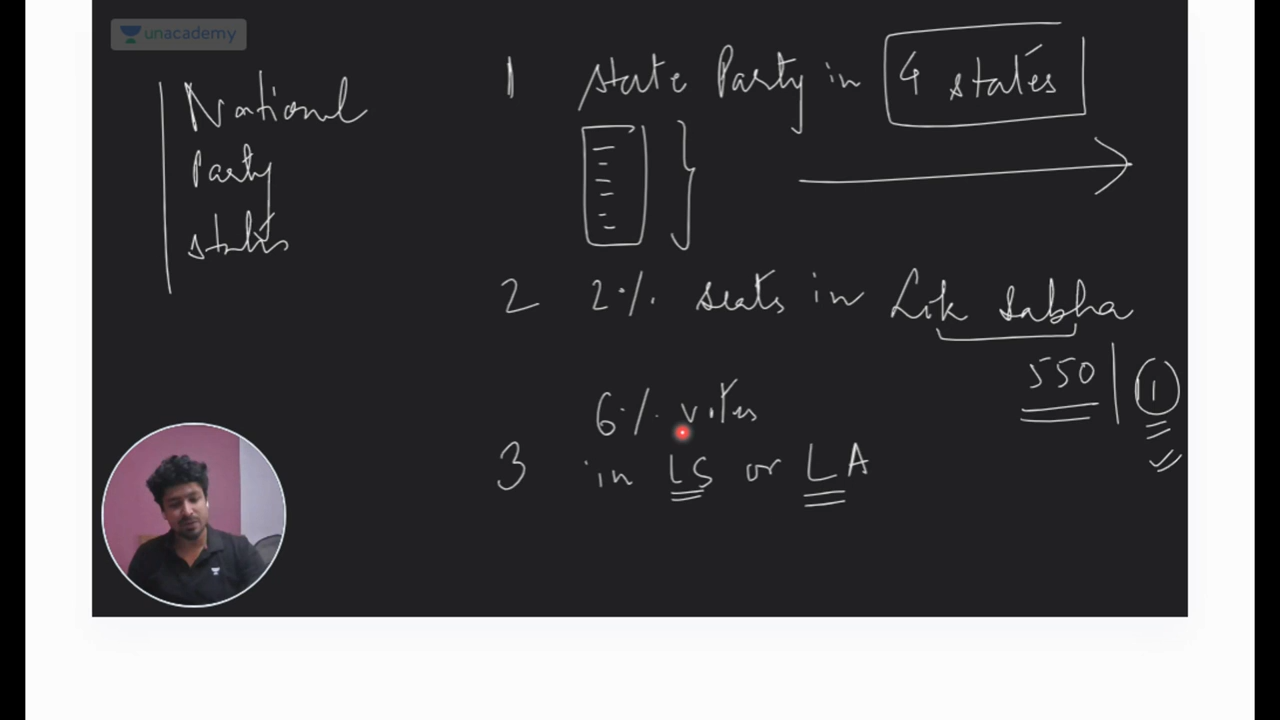 unacademy
National
Party
status
1 State Party in 4 states
2 2% seats in Lok Sabha
550 | 1
6% votes
3 in LS or LA